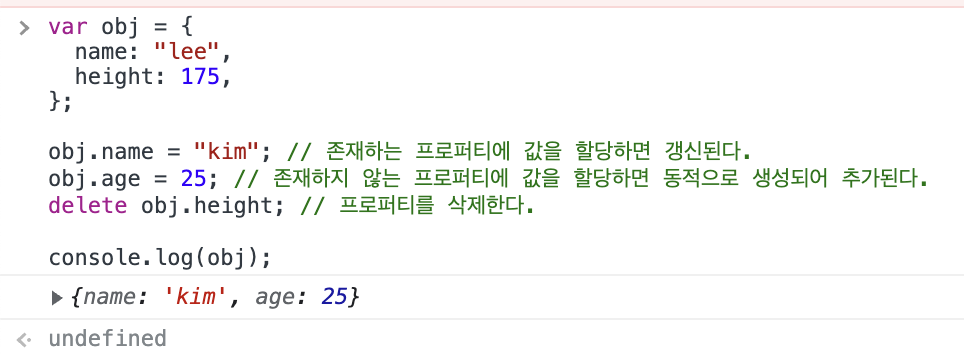 var obj = {
  name: "lee",
  height: 175,
};

obj.name = "kim"; // 존재하는 프로퍼티에 값을 할당하면 갱신된다.
obj.age = 25; // 존재하지 않는 프로퍼티에 값을 할당하면 동적으로 생성되어 추가된다.
delete obj.height; // 프로퍼티를 삭제한다.

console.log(obj);
{name: 'kim', age: 25}
undefined